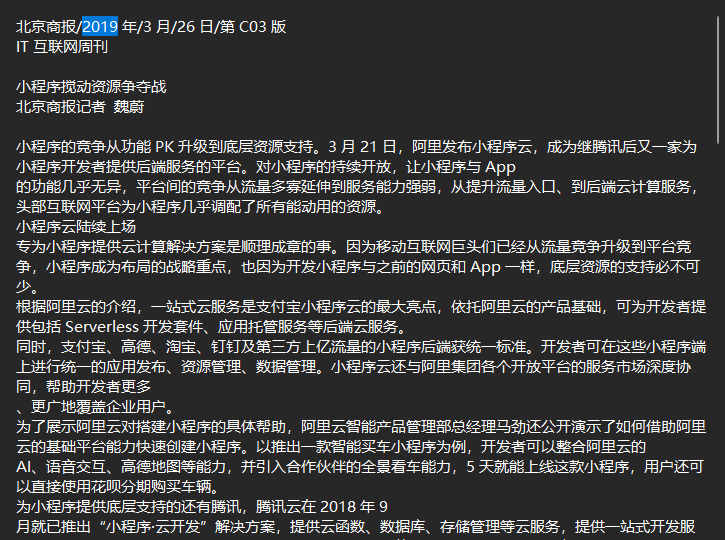 北京商报/2019 年/3 月/26 日/第 C03 版
IT 互联网周刊
小程序搅动资源争夺战
北京商报记者 魏蔚
小程序的竞争从功能 PK 升级到底层资源支持。3 月 21 日，阿里发布小程序云，成为继腾讯后又一家为
小程序开发者提供后端服务的平台。对小程序的持续开放，让小程序与 App
的功能几乎无异，平台间的竞争从流量多寡延伸到服务能力强弱，从提升流量入口、到后端云计算服务，
头部互联网平台为小程序几乎调配了所有能动用的资源。
小程序云陆续上场
专为小程序提供云计算解决方案是顺理成章的事。因为移动互联网巨头们已经从流量竞争升级到平台竞
争，小程序成为布局的战略重点，也因为开发小程序与之前的网页和 App 一样，底层资源的支持必不可
少。
根据阿里云的介绍，一站式云服务是支付宝小程序云的最大亮点，依托阿里云的产品基础，可为开发者提
供包括 Serverless 开发套件、应用托管服务等后端云服务。
同时，支付宝、高德、淘宝、钉钉及第三方上亿流量的小程序后端获统一标准。开发者可在这些小程序端
上进行统一的应用发布、资源管理、数据管理。小程序云还与阿里集团各个开放平台的服务市场深度协
同，帮助开发者更多
、更广地覆盖企业用户。
为了展示阿里云对搭建小程序的具体帮助，阿里云智能产品管理部总经理马劲还公开演示了如何借助阿里
云的基础平台能力快速创建小程序。以推出一款智能买车小程序为例，开发者可以整合阿里云的
AI、语音交互、高德地图等能力，并引入合作伙伴的全景看车能力，5 天就能上线这款小程序，用户还可
以直接使用花呗分期购买车辆。
为小程序提供底层支持的还有腾讯，腾讯云在 2018 年 9
月就已推出“小程序·云开发”解决方案，提供云函数、数据库、存储管理等云服务，提供一站式开发服